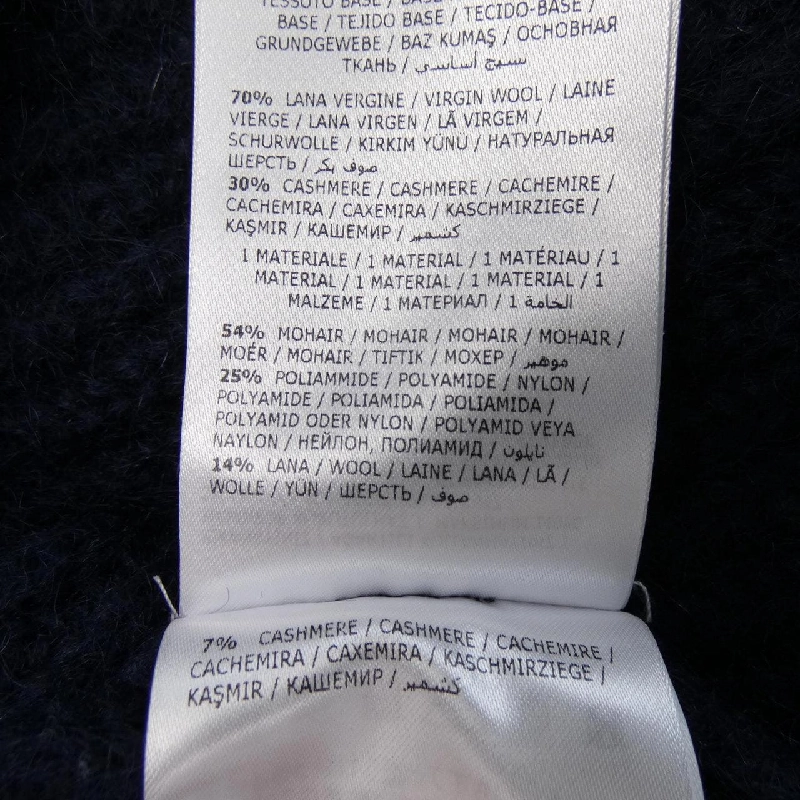 TESSUTO BASE / BASE
BASE / TEJIDO BASE / TECIDO-BASE /
GRUNDGEWEBE / BAZ KUMAŞ / ОСНОВНАЯ
ТКАНЬ / نسيج أساسي
70% LANA VERGINE / VIRGIN WOOL / LAINE
VIERGE / LANA VIRGEN / LÃ VIRGEM /
SCHURWOLLE / KIRKIM YÜNÜ / НАТУРАЛЬНАЯ
ШЕРСТЬ / صوف بكر
30% CASHMERE / CASHMERE / CACHEMIRE /
CACHEMIRA / CAXEMIRA / KASCHMIRZIEGE /
KAŞMIR / КАШЕМИР / كشمير
1 MATERIALE / 1 MATERIAL / 1 MATÉRIAU / 1
MATERIAL / 1 MATERIAL / 1 MATERIAL / 1
MALZEME / 1 МАТЕРИАЛ / 1 الخامة
54% MOHAIR / MOHAIR / MOHAIR / MOHAIR /
MOÉR / MOHAIR / TIFTIK / МОХЕР / موهير
25% POLIAMMIDE / POLYAMIDE / NYLON /
POLYAMIDE / POLIAMIDA / POLIAMIDA /
POLYAMID ODER NYLON / POLYAMID VEYA
NAYLON / НЕЙЛОН, ПОЛИАМИД / نايلون
14% LANA / WOOL / LAINE / LANA / LÃ /
WOLLE / YÜN / ШЕРСТЬ / صوف
7% CASHMERE / CASHMERE / CACHEMIRE /
CACHEMIRA / CAXEMIRA / KASCHMIRZIEGE /
KAŞMIR / КАШЕМИР / كشمير